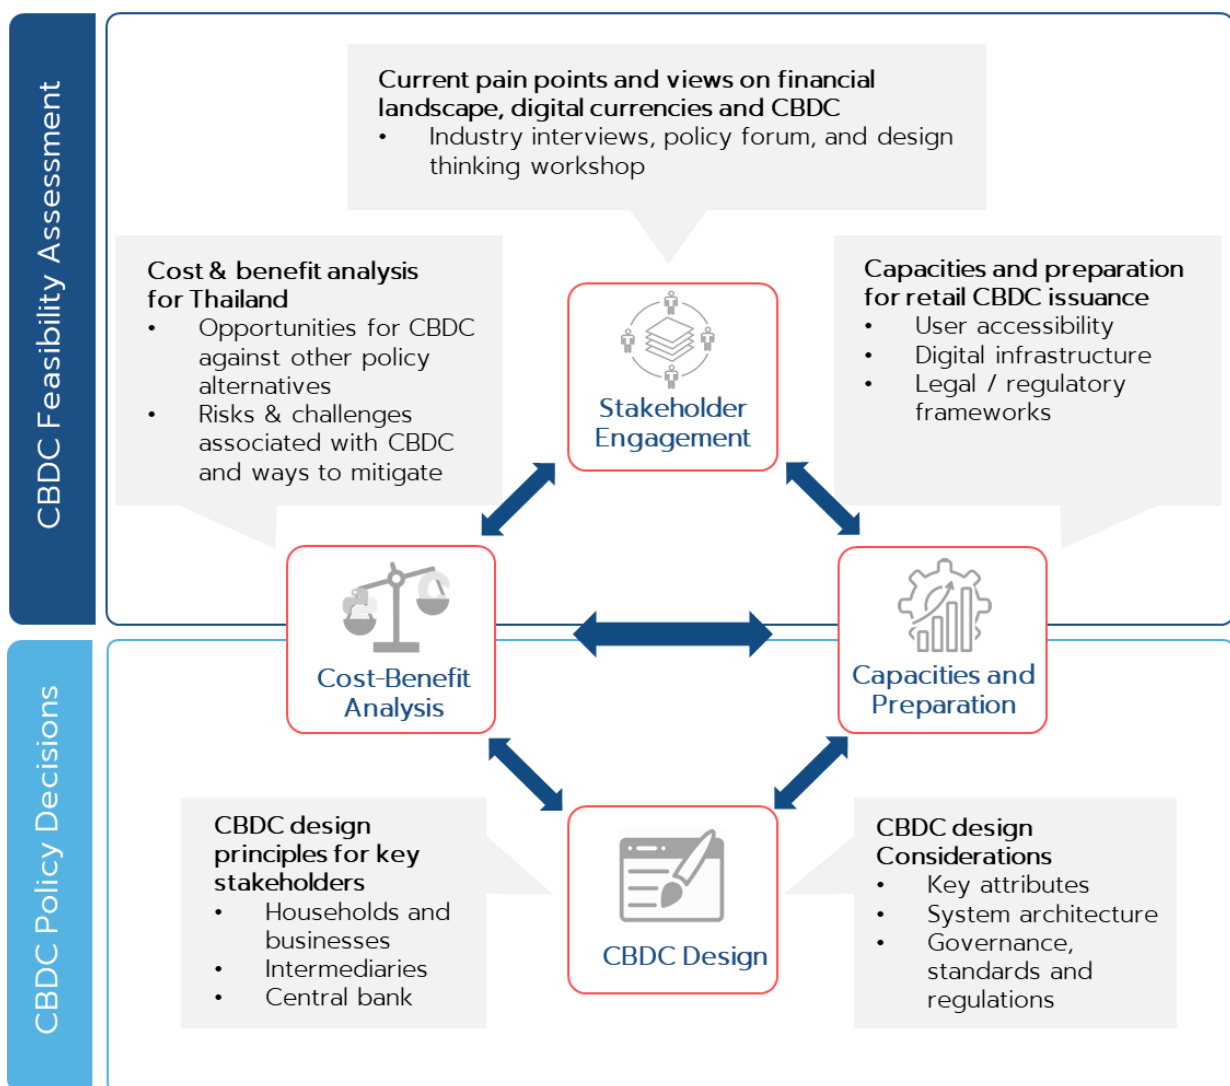 CBDC Feasibility Assessment
Current pain points and views on financial
landscape, digital currencies and CBDC
• Industry interviews, policy forum, and design
thinking workshop
Cost & benefit analysis
for Thailand
• Opportunities for CBDC
against other policy
alternatives
• Risks & challenges
associated with CBDC
and ways to mitigate
Capacities and preparation
for retail CBDC issuance
• User accessibility
• Digital infrastructure
• Legal / regulatory
frameworks
Stakeholder
Engagement
Cost-Benefit
Analysis
Capacities and
Preparation
CBDC Policy Decisions
CBDC design
principles for key
stakeholders
• Households and
businesses
• Intermediaries
• Central bank
CBDC Design
CBDC design
Considerations
• Key attributes
• System architecture
• Governance,
standards and
regulations